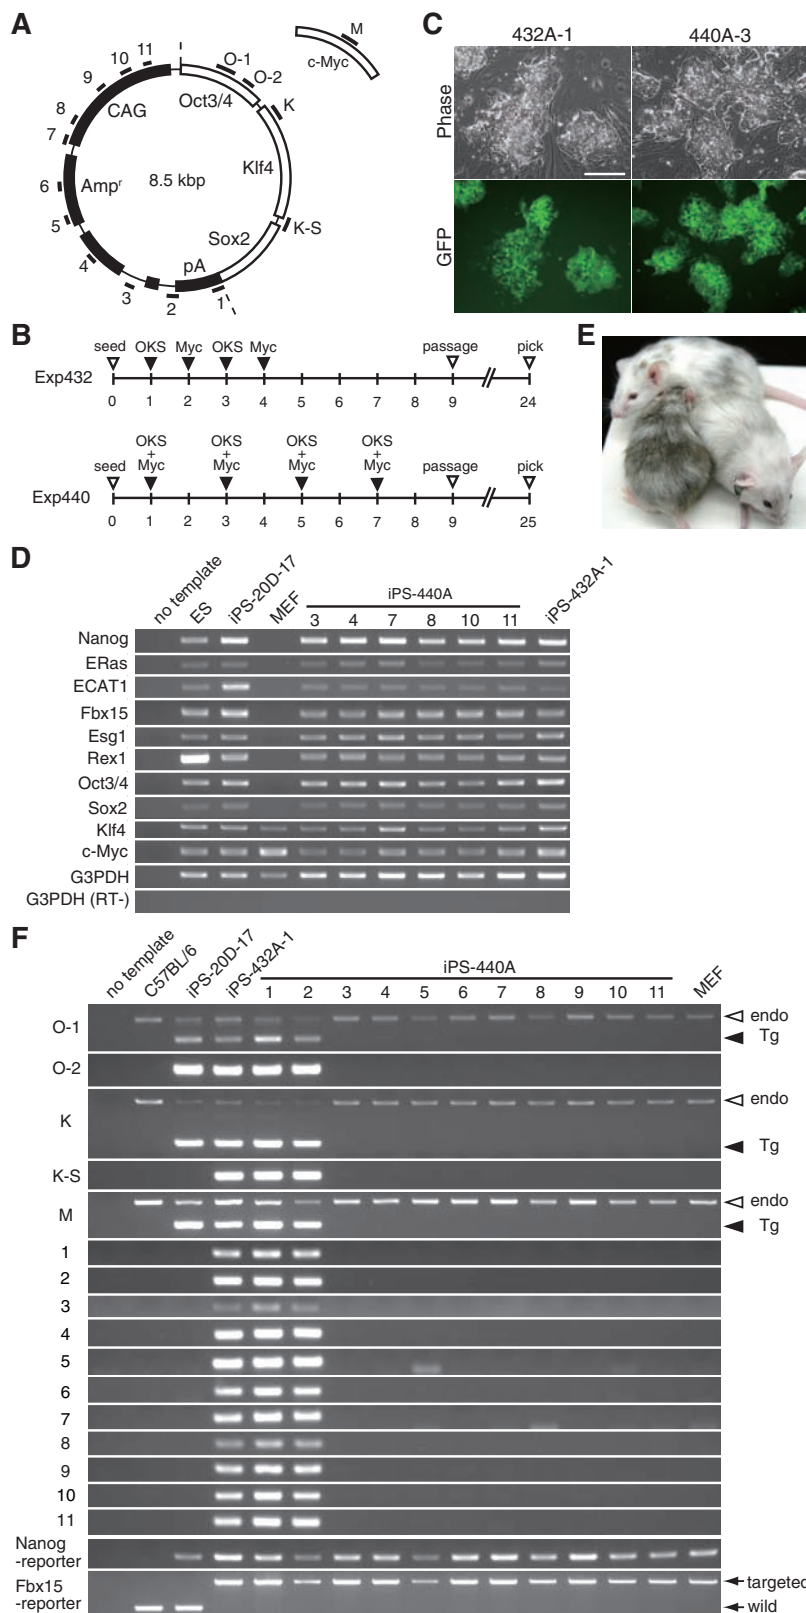 A
11
10
9
8
7
6
5
4
3
2
1
CAG
Amp^r
8.5 kbp
pA
Sox2
Klf4
Oct3/4
O-1
O-2
K
K-S
M
c-Myc
C
432A-1 440A-3
Phase
GFP
B
seed OKS Myc OKS Myc passage pick
Exp432
0 1 2 3 4 5 6 7 8 9 24
OKS OKS OKS OKS
+ + + +
seed Myc Myc Myc Myc passage pick
Exp440
0 1 2 3 4 5 6 7 8 9 25
E
D
no template ES iPS-20D-17 MEF iPS-440A iPS-432A-1
3 4 7 8 10 11
Nanog
ERas
ECAT1
Fbx15
Esg1
Rex1
Oct3/4
Sox2
Klf4
c-Myc
G3PDH
G3PDH (RT-)
F
no template C57BL/6 iPS-20D-17 iPS-432A-1 iPS-440A MEF
1 2 3 4 5 6 7 8 9 10 11
O-1 endo
Tg
O-2
K endo
Tg
K-S
M endo
Tg
1
2
3
4
5
6
7
8
9
10
11
Nanog
-reporter
Fbx15 targeted
-reporter wild